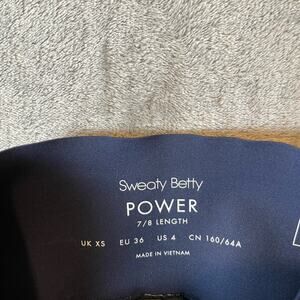 Sweaty Betty
POWER
7/8 LENGTH
UK XS EU 36 US 4 CN 160/64A
MADE IN VIETNAM